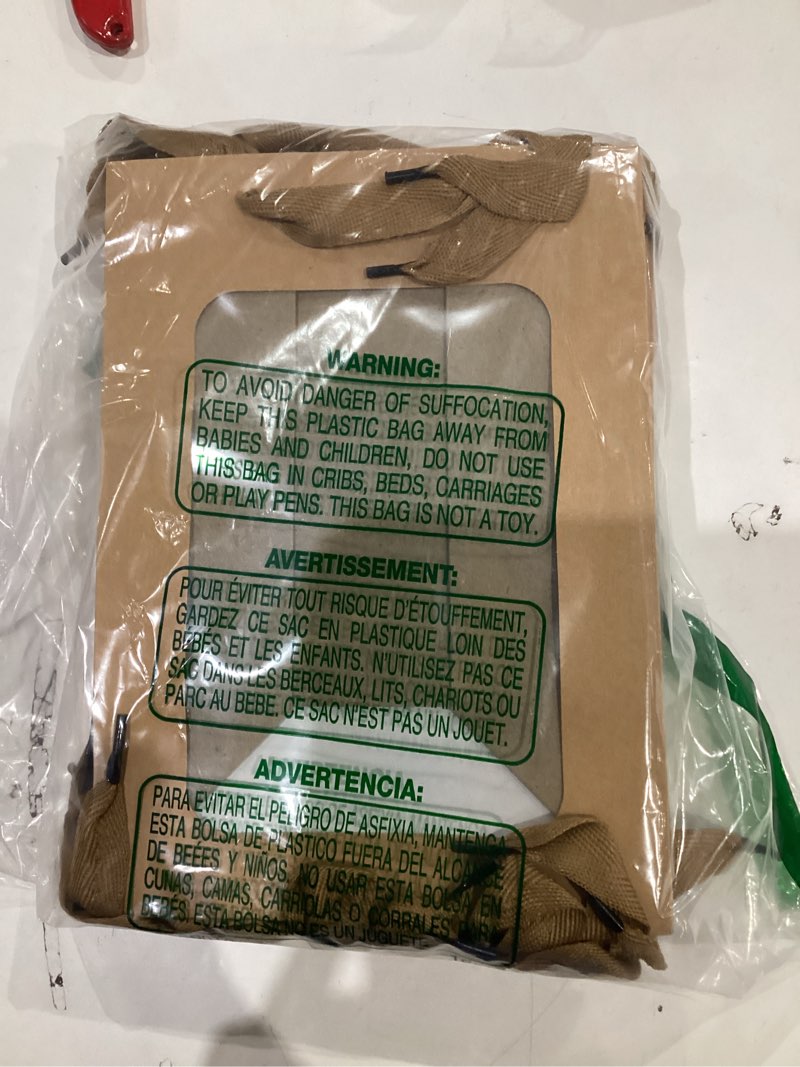 WARNING:
TO AVOID DANGER OF SUFFOCATION,
KEEP THIS PLASTIC BAG AWAY FROM
BABIES AND CHILDREN, DO NOT USE
THIS BAG IN CRIBS, BEDS, CARRIAGES
OR PLAY PENS. THIS BAG IS NOT A TOY.
AVERTISSEMENT:
POUR ÉVITER TOUT RISQUE D'ÉTOUFFEMENT,
GARDEZ CE SAC EN PLASTIQUE LOIN DES
BÉBÉS ET LES ENFANTS. N'UTILISEZ PAS CE
SAC DANS LES BERCEAUX, LITS, CHARIOTS OU
PARC AU BEBE. CE SAC N'EST PAS UN JOUET.
ADVERTENCIA:
PARA EVITAR EL PELIGRO DE ASFIXIA, MANTENGA
ESTA BOLSA DE PLASTICO FUERA DEL ALCANCE
DE BEÉES Y NIÑOS. NO USAR ESTA BOLSA EN
CUNAS, CAMAS, CARRIOLAS O CORRALES PARA
BEBÉS. ESTA BOLSA NO ES UN JUGUETE